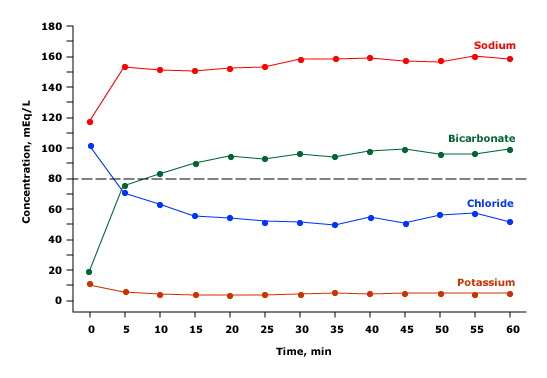 180
Sodium
160
140
120
Bicarbonate
100
80
Chloride
60
40
Potassium
20
0
Concentration, mEq/L
0 5 10 15 20 25 30 35 40 45 50 55 60
Time, min